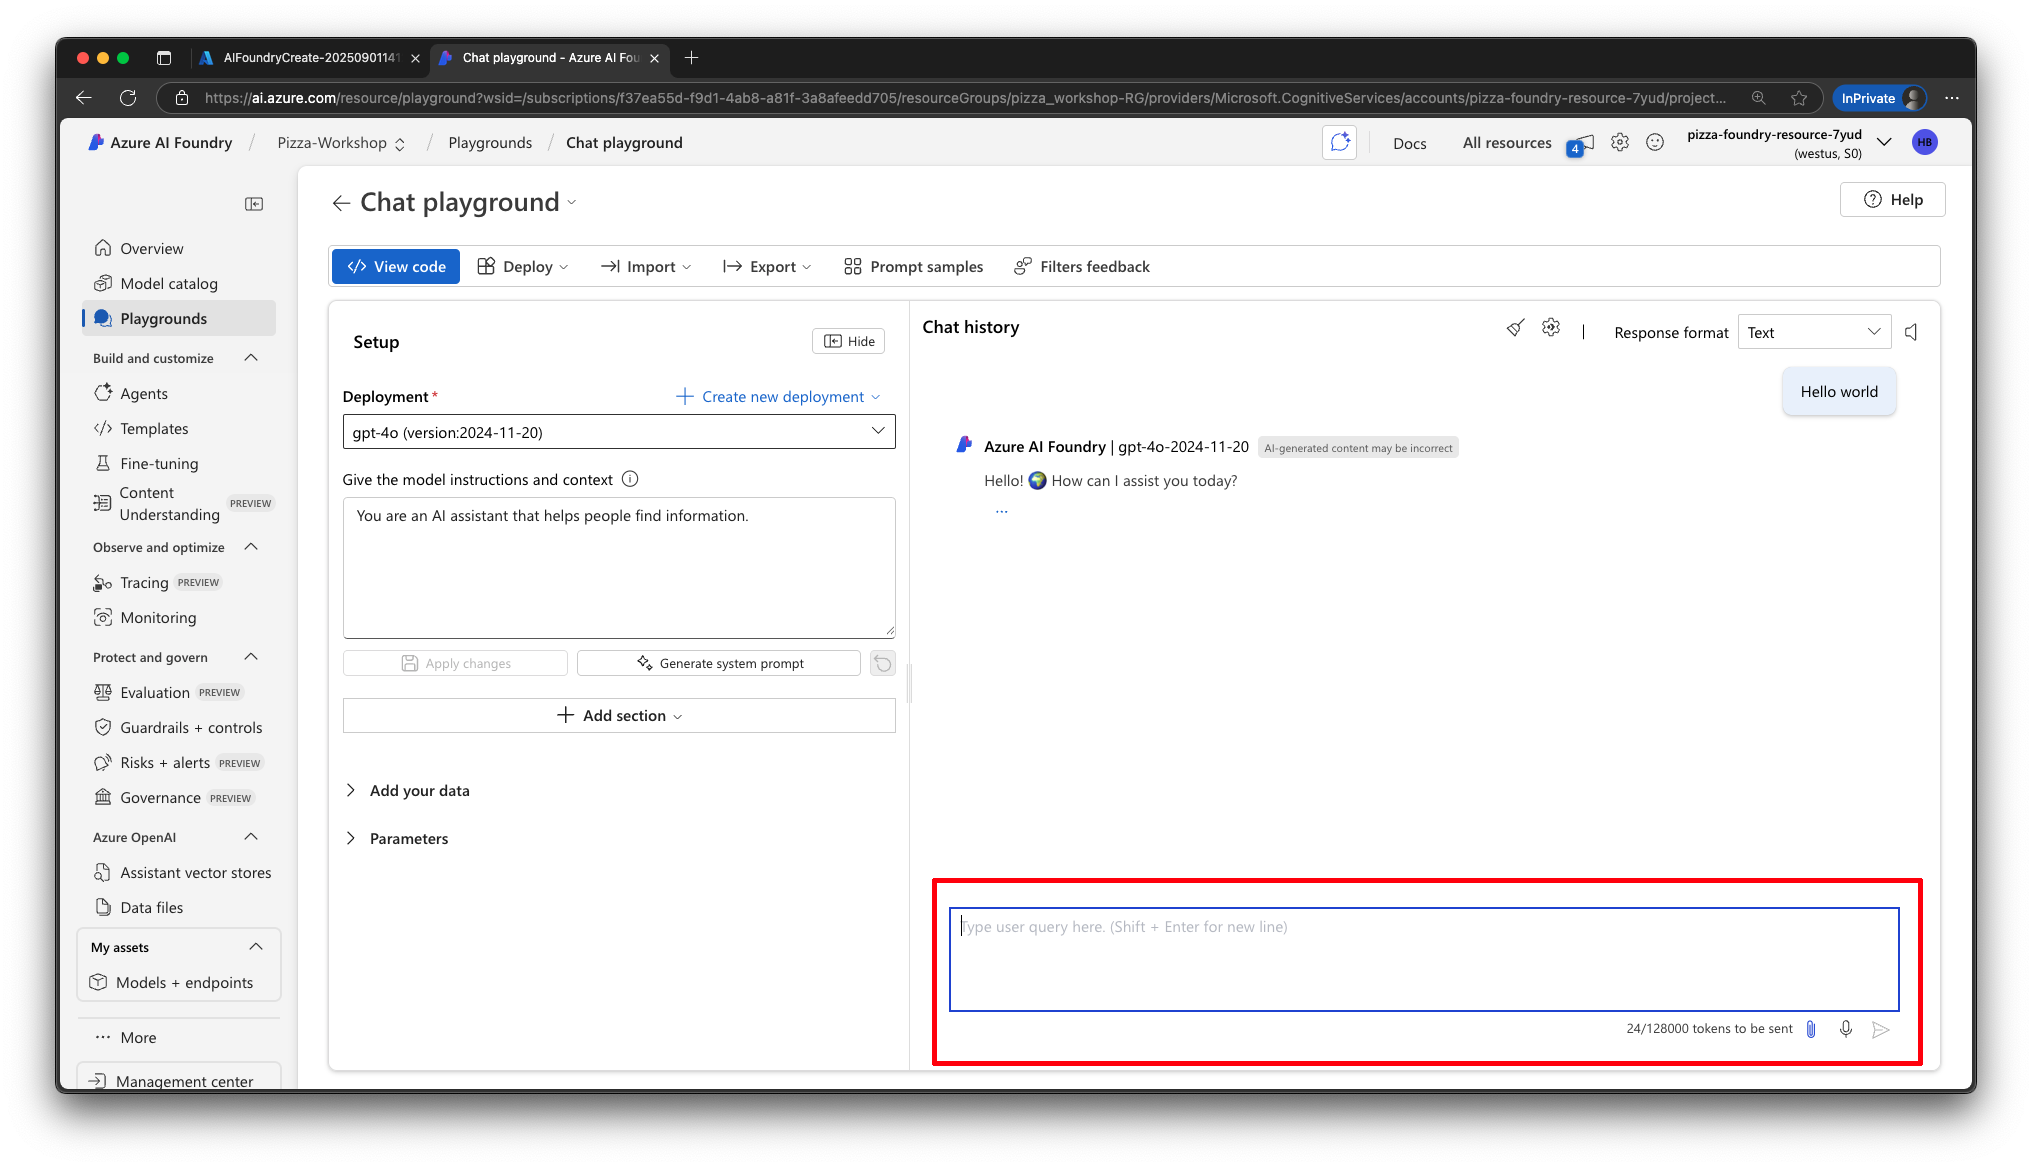 AIFoundryCreate-20250901141
Chat playground - Azure AI Fou
https://ai.azure.com/resource/playground?wsid=/subscriptions/f37ea55d-f9d1-4ab8-a81f-3a8afeedd705/resourceGroups/pizza_workshop-RG/providers/Microsoft.CognitiveServices/accounts/pizza-foundry-resource-7yud/project...
InPrivate
Azure AI Foundry / Pizza-Workshop / Playgrounds / Chat playground
Docs
All resources
4
pizza-foundry-resource-7yud
(westus, S0)
HB
Chat playground
Help
View code
Deploy
Import
Export
Prompt samples
Filters feedback
Overview
Model catalog
Playgrounds
Build and customize
Agents
Templates
Fine-tuning
Content
Understanding PREVIEW
Observe and optimize
Tracing PREVIEW
Monitoring
Protect and govern
Evaluation PREVIEW
Guardrails + controls
Risks + alerts PREVIEW
Governance PREVIEW
Azure OpenAI
Assistant vector stores
Data files
My assets
Models + endpoints
More
Management center
Setup
Hide
Deployment *
Create new deployment
gpt-4o (version:2024-11-20)
Give the model instructions and context
You are an AI assistant that helps people find information.
Apply changes
Generate system prompt
Add section
Add your data
Parameters
Chat history
Response format
Text
Hello world
Azure AI Foundry | gpt-4o-2024-11-20 AI-generated content may be incorrect
Hello! 🌍 How can I assist you today?
...
Type user query here. (Shift + Enter for new line)
24/128000 tokens to be sent